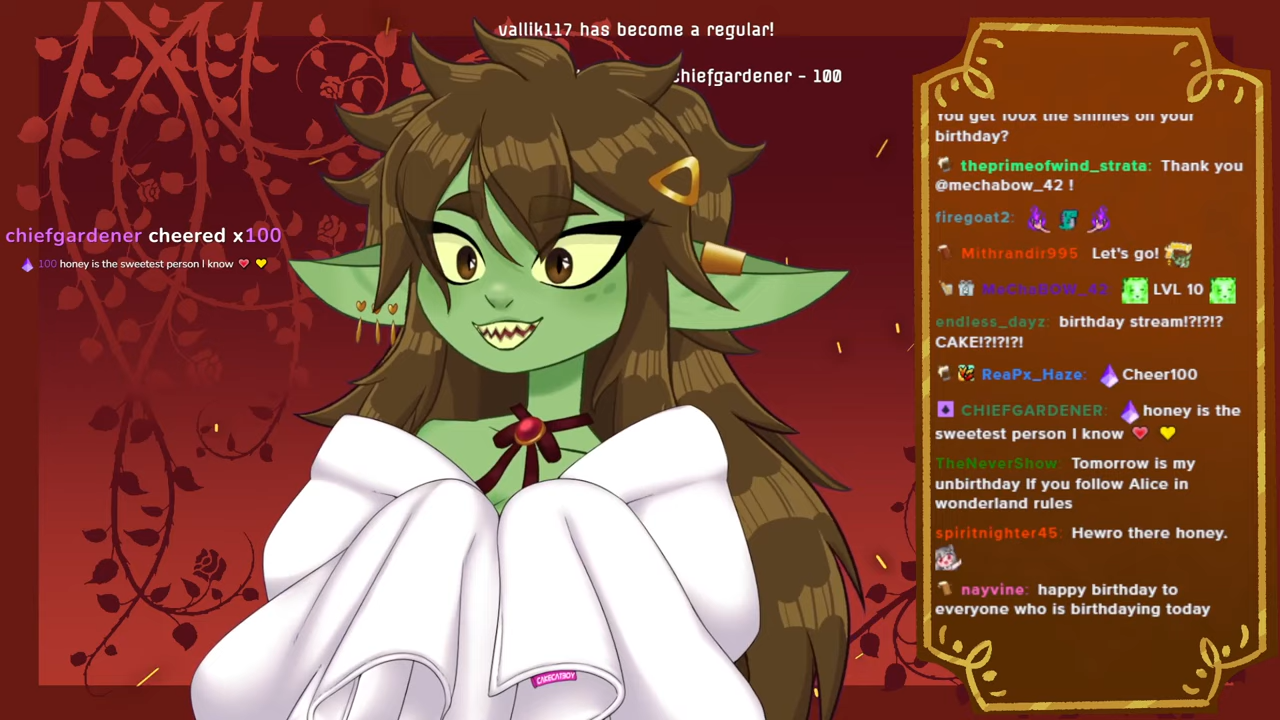 vallik117 has become a regular!
chiefgardener - 100
chiefgardener cheered x100
100 honey is the sweetest person I know
You get 100x the shinies on your
birthday?
theprimeofwind_strata: Thank you
@mechabow_42 !
firegoat2:
Mithrandir995 Let's go!
MeChaBOW_42: LVL 10
endless_dayz: birthday stream!?!?!?
CAKE!?!?!?!
ReaPx_Haze: Cheer100
CHIEFGARDENER: honey is the
sweetest person I know
TheNeverShow: Tomorrow is my
unbirthday If you follow Alice in
wonderland rules
spiritnighter45: Hewro there honey.
nayvine: happy birthday to
everyone who is birthdaying today
CAKECATBOY